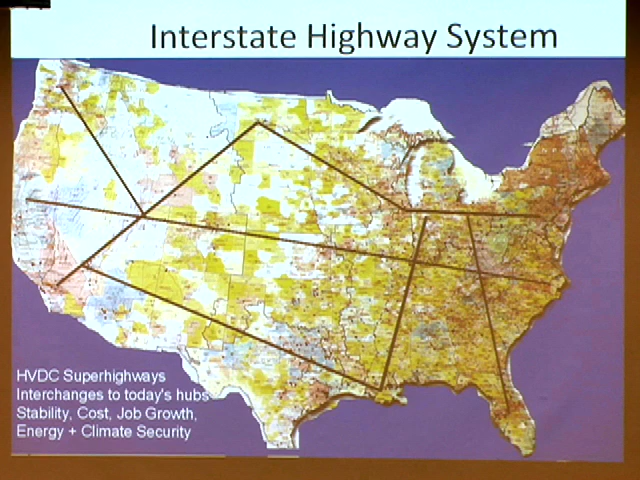 Interstate Highway System
HVDC Superhighways
Interchanges to today's hubs
Stability, Cost, Job Growth,
Energy + Climate Security